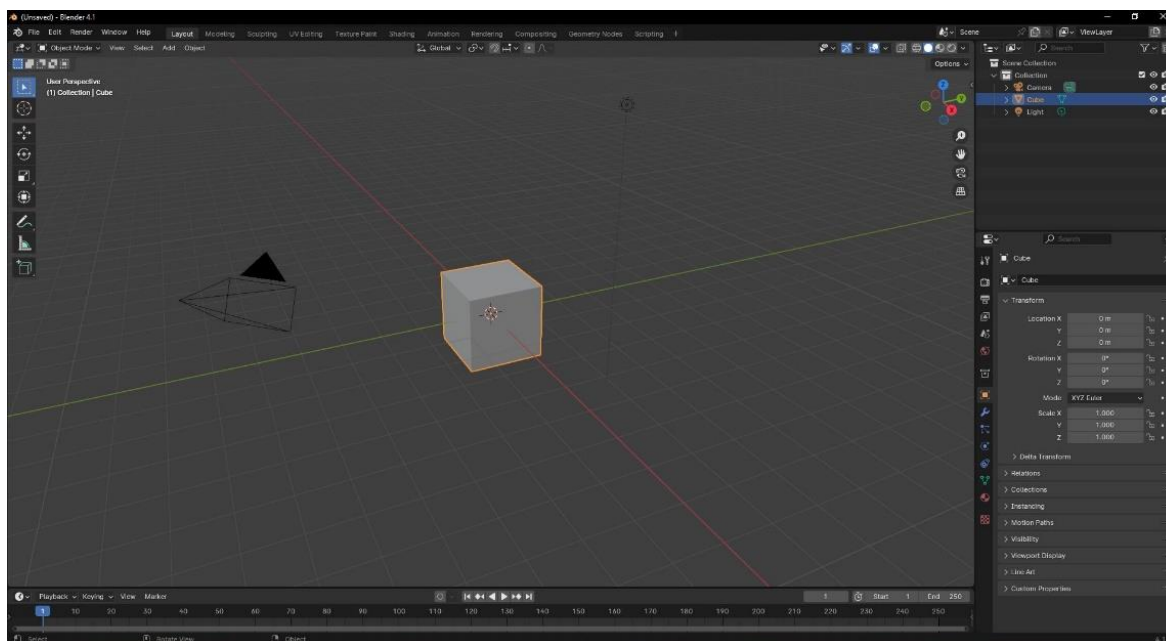 (Unsaved) - Blender 4.1
File Edit Render Window Help Layout Modeling Sculpting UV Editing Texture Paint Shading Animation Rendering Compositing Geometry Nodes Scripting + Scene ViewLayer
Object Mode View Select Add Object Global Search
Options
User Perspective
(1) Collection | Cube
Z
Y
X
Scene Collection
Collection
Camera
Cube
Light
Search
Cube
Cube
Transform
Location X 0 m
Y 0 m
Z 0 m
Rotation X 0°
Y 0°
Z 0°
Mode XYZ Euler
Scale X 1.000
Y 1.000
Z 1.000
Delta Transform
Relations
Collections
Instancing
Motion Paths
Visibility
Viewport Display
Line Art
Custom Properties
Playback Keying View Marker 1 Start 1 End 250
1 10 20 30 40 50 60 70 80 90 100 110 120 130 140 150 160 170 180 190 200 210 220 230 240 250
Select Rotate View Object